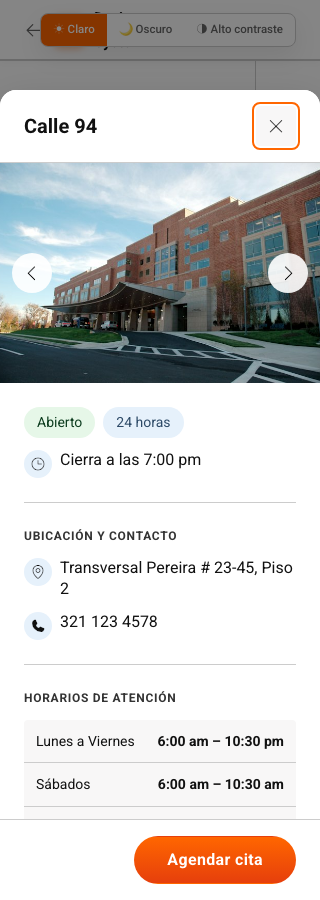 Claro
Oscuro
Alto contraste
Calle 94
Abierto
24 horas
Cierra a las 7:00 pm
UBICACIÓN Y CONTACTO
Transversal Pereira # 23-45, Piso
2
321 123 4578
HORARIOS DE ATENCIÓN
Lunes a Viernes 6:00 am – 10:30 pm
Sábados 6:00 am – 10:30 am
Agendar cita